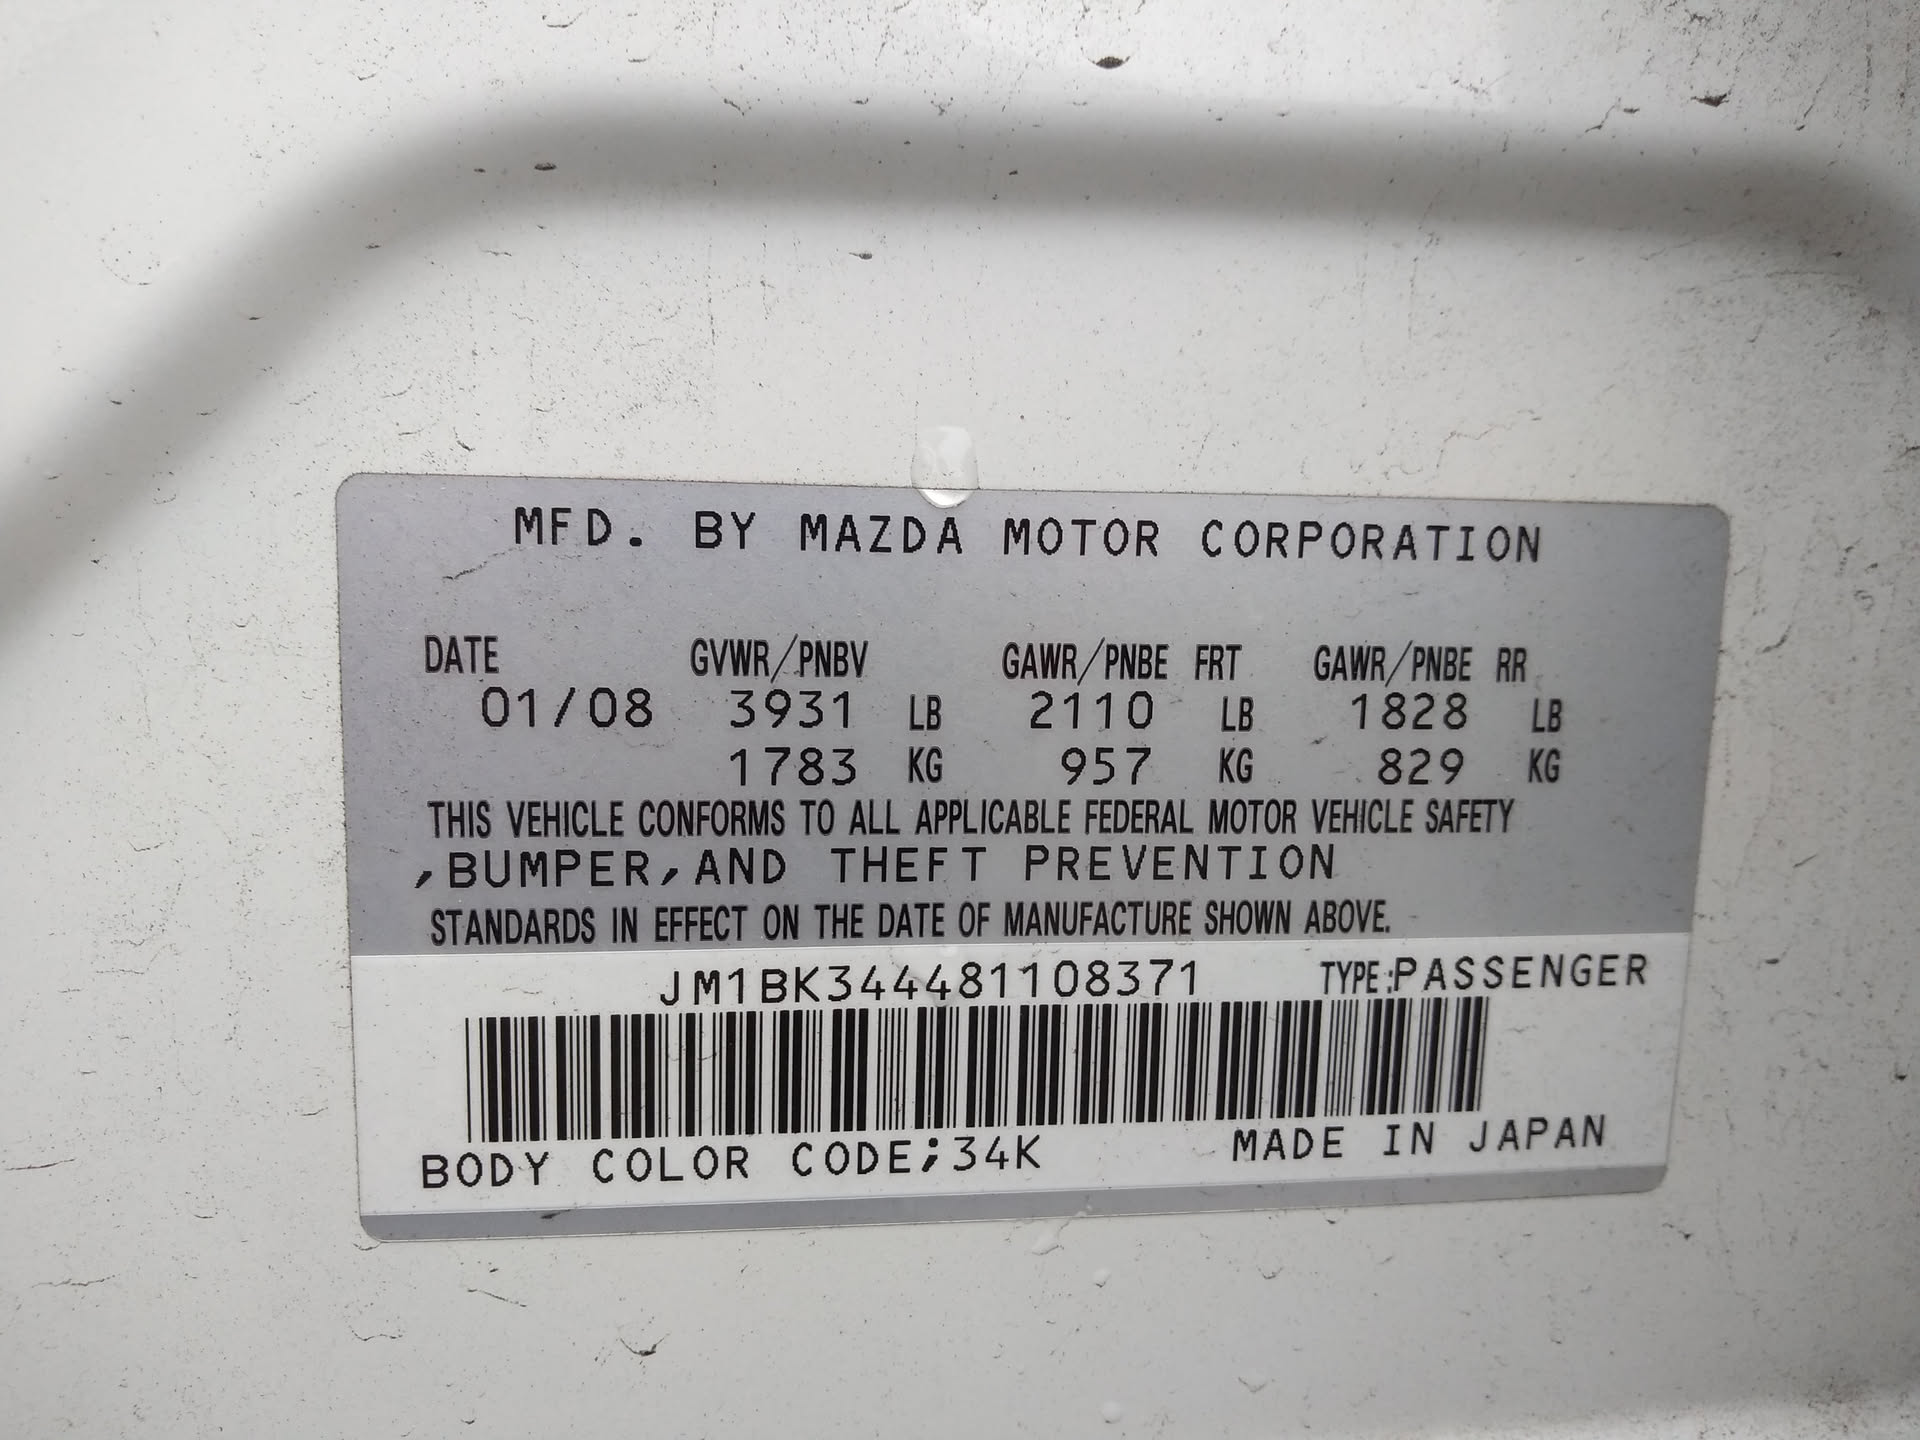 MFD. BY MAZDA MOTOR CORPORATION
DATE GVWR/PNBV GAWR/PNBE FRT GAWR/PNBE RR
01/08 3931 LB 2110 LB 1828 LB
1783 KG 957 KG 829 KG
THIS VEHICLE CONFORMS TO ALL APPLICABLE FEDERAL MOTOR VEHICLE SAFETY
,BUMPER,AND THEFT PREVENTION
STANDARDS IN EFFECT ON THE DATE OF MANUFACTURE SHOWN ABOVE.
JM1BK344481108371 TYPE:PASSENGER
BODY COLOR CODE;34K MADE IN JAPAN